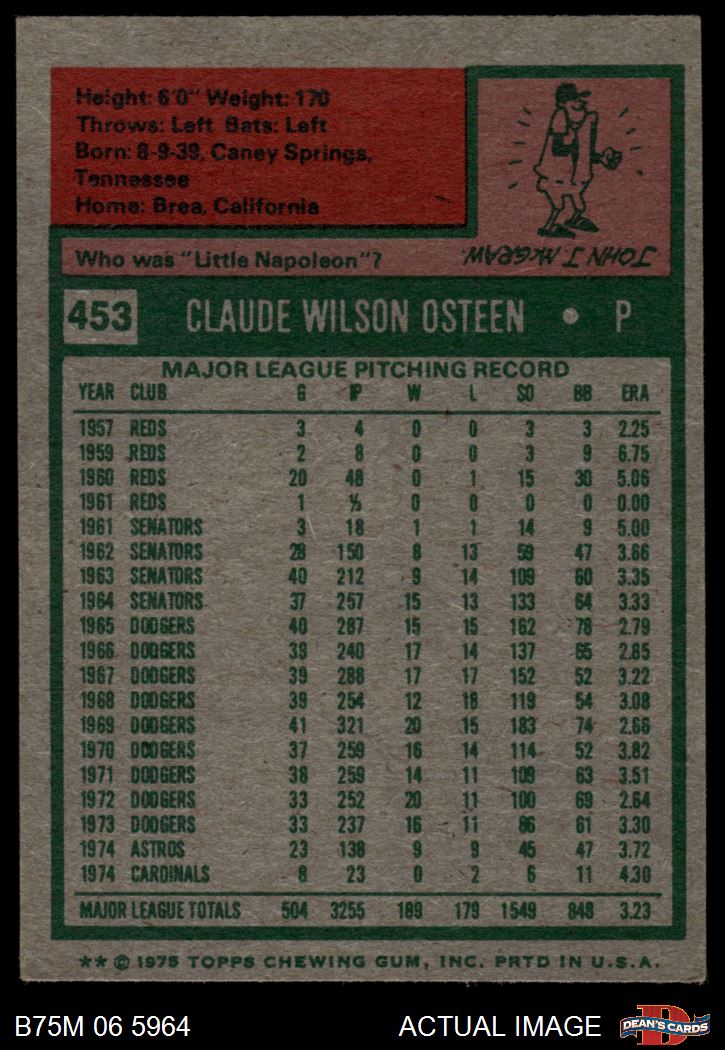 Height: 6'0" Weight: 170
Throws: Left Bats: Left
Born: 8-9-39, Caney Springs,
Tennessee
Home: Brea, California
Who was "Little Napoleon"?
JOHN J. McGRAW
453 CLAUDE WILSON OSTEEN • P
MAJOR LEAGUE PITCHING RECORD
YEAR CLUB G IP W L SO BB ERA
1957 REDS 3 4 0 0 3 3 2.25
1959 REDS 2 8 0 0 3 9 6.75
1960 REDS 20 48 0 1 15 30 5.06
1961 REDS 1 ⅓ 0 0 0 0 0.00
1961 SENATORS 3 18 1 1 14 9 5.00
1962 SENATORS 28 150 8 13 59 47 3.66
1963 SENATORS 40 212 9 14 109 60 3.35
1964 SENATORS 37 257 15 13 133 64 3.33
1965 DODGERS 40 287 15 15 162 78 2.79
1966 DODGERS 39 240 17 14 137 65 2.85
1967 DODGERS 39 288 17 17 152 52 3.22
1968 DODGERS 39 254 12 18 119 54 3.08
1969 DODGERS 41 321 20 15 183 74 2.66
1970 DODGERS 37 259 16 14 114 52 3.82
1971 DODGERS 38 259 14 11 109 63 3.51
1972 DODGERS 33 252 20 11 100 69 2.64
1973 DODGERS 33 237 16 11 86 61 3.30
1974 ASTROS 23 138 9 9 45 47 3.72
1974 CARDINALS 8 23 0 2 6 11 4.30
MAJOR LEAGUE TOTALS 504 3255 189 179 1549 848 3.23
** © 1975 TOPPS CHEWING GUM, INC. PRTD IN U.S.A.
B75M 06 5964 ACTUAL IMAGE D DEAN'S CARDS